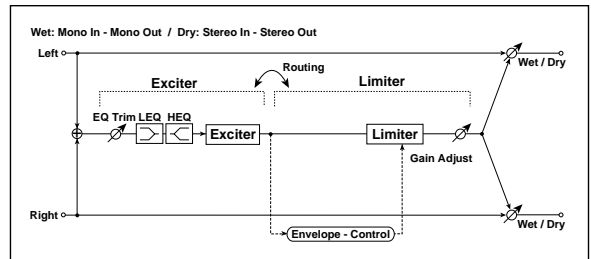 Wet: Mono In - Mono Out / Dry: Stereo In - Stereo Out
Left
Wet / Dry
Routing
Exciter
Limiter
EQ Trim LEQ HEQ
Exciter
Limiter
Gain Adjust
Right
Wet / Dry
Envelope - Control